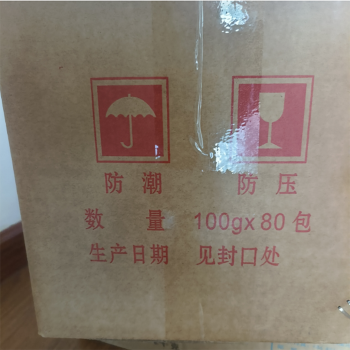 防潮 防压
数量 100gx80包
生产日期 见封口处